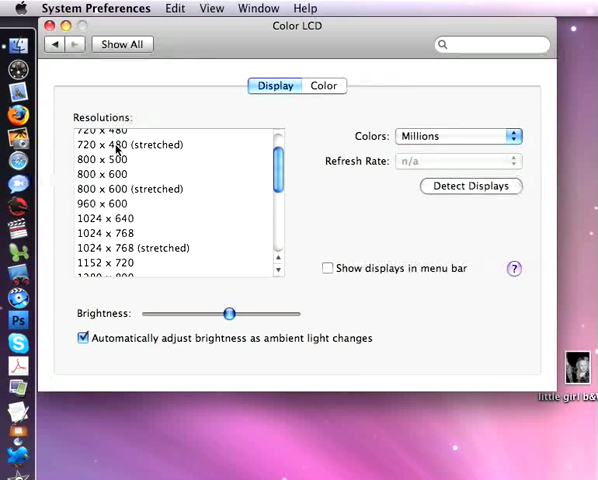 System Preferences Edit View Window Help
Color LCD
Show All
Display Color
Resolutions:
720 x 480
720 x 480 (stretched)
800 x 500
800 x 600
800 x 600 (stretched)
960 x 600
1024 x 640
1024 x 768
1024 x 768 (stretched)
1152 x 720
1280 x 800
Colors: Millions
Refresh Rate: n/a
Detect Displays
Show displays in menu bar ?
Brightness:
Automatically adjust brightness as ambient light changes
Ps
S
little girl b&